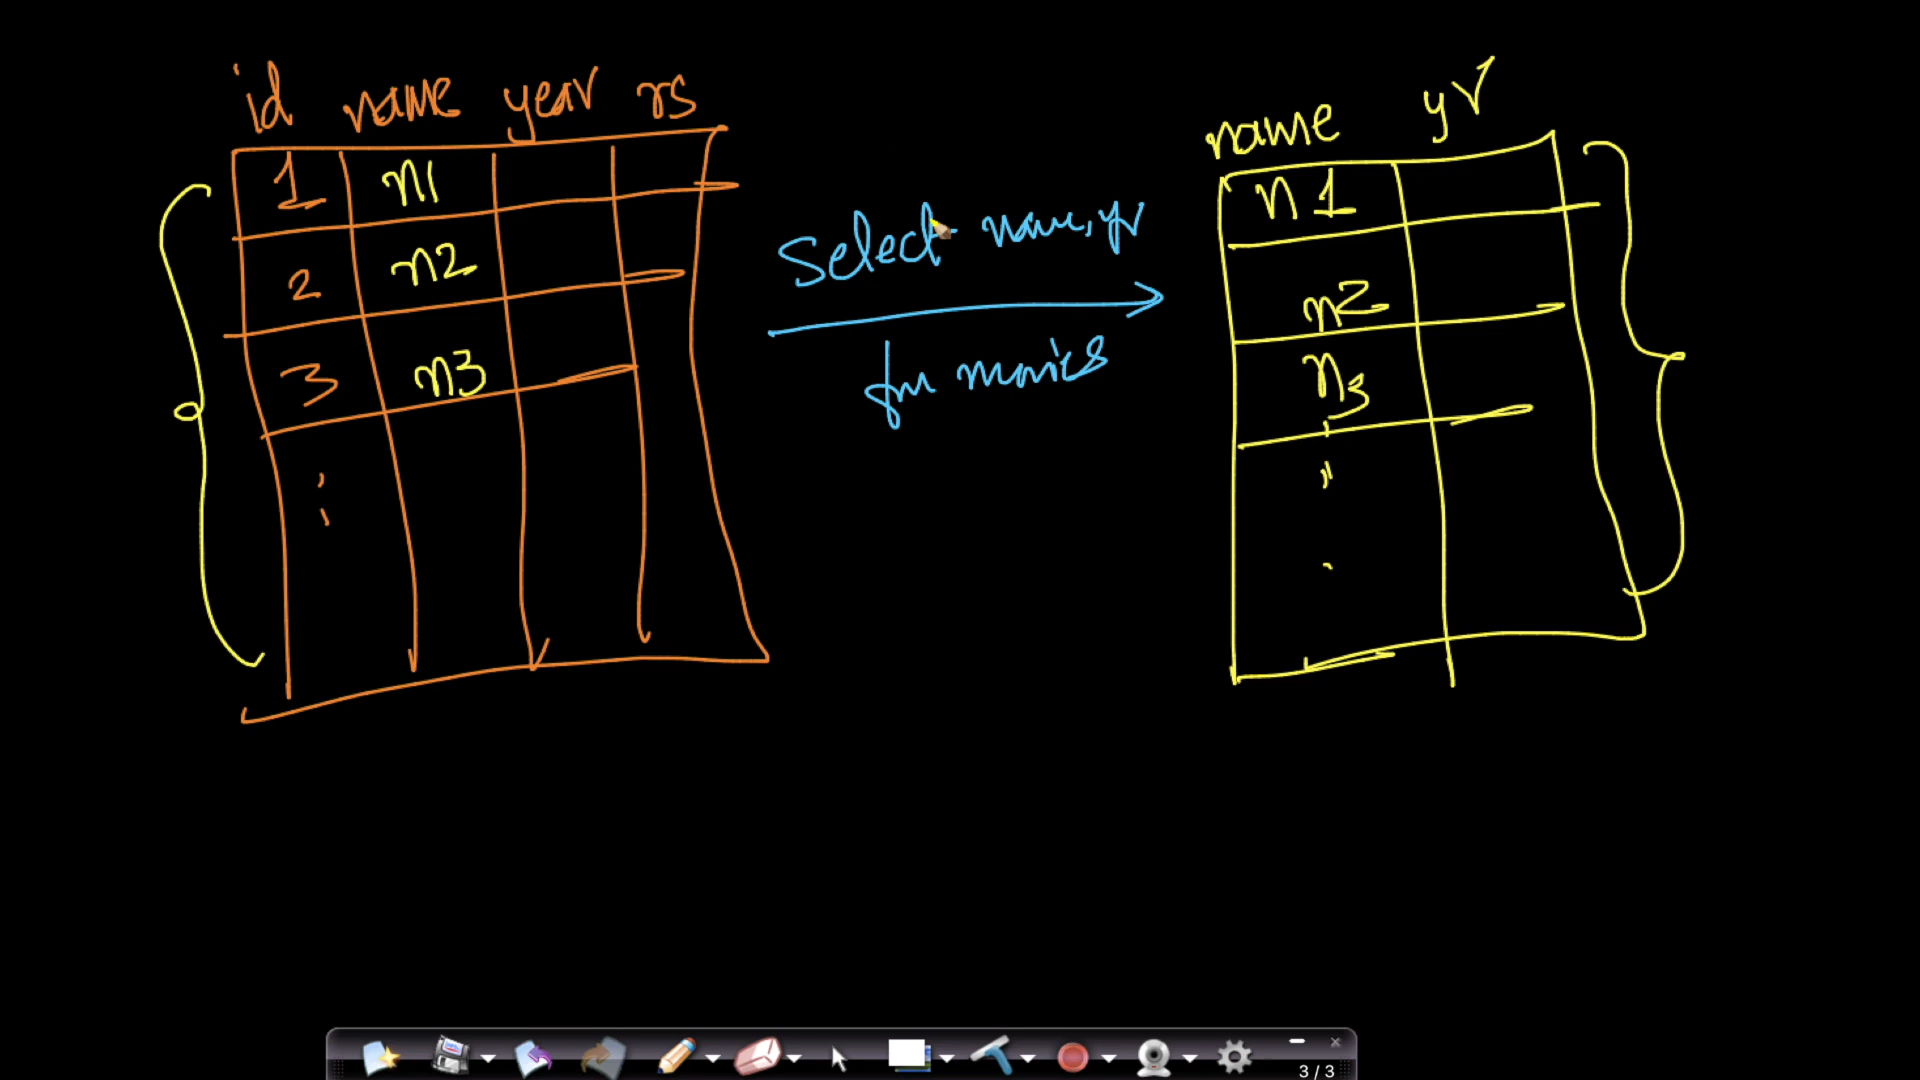 id name year rs
1 n1
2 n2
3 n3
Select name, yr
from movies
name yr
n1
n2
n3
3 / 3